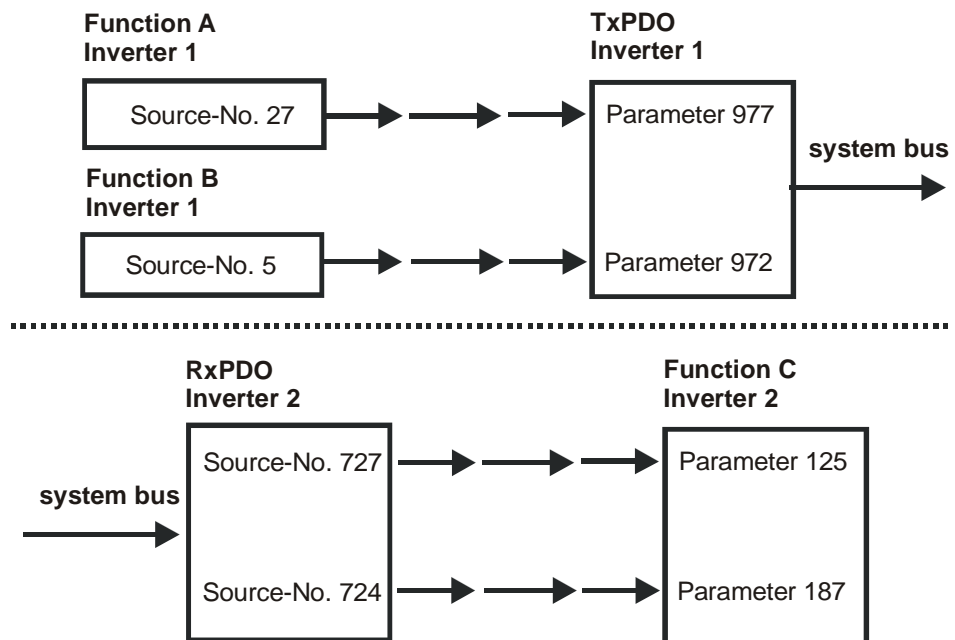 Function A
Inverter 1
TxPDO
Inverter 1
Source-No. 27
Parameter 977
system bus
Function B
Inverter 1
Source-No. 5
Parameter 972
RxPDO
Inverter 2
Function C
Inverter 2
Source-No. 727
Parameter 125
system bus
Source-No. 724
Parameter 187